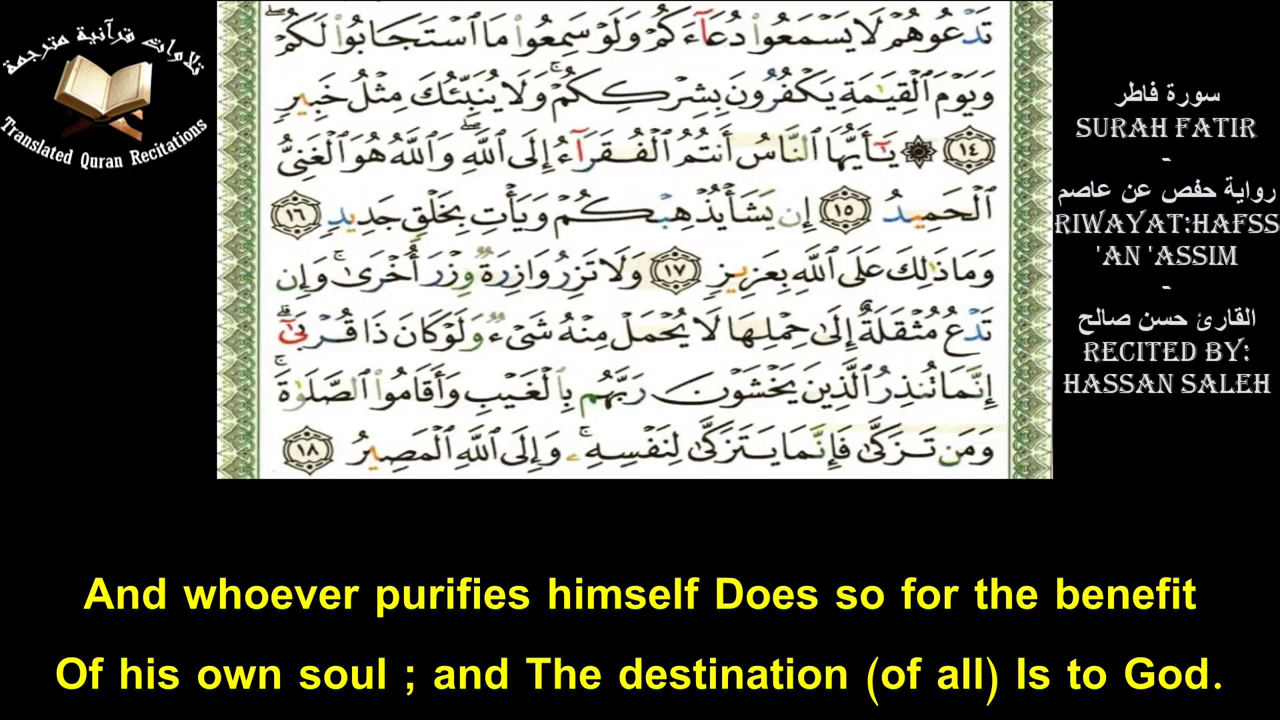 تلاوات قرآنية مترجمة
Translated Quran Recitations
تَدْعُوهُمْ لَا يَسْمَعُوا۟ دُعَآءَكُمْ وَلَوْ سَمِعُوا۟ مَا ٱسْتَجَابُوا۟ لَكُمْ ۖ
وَيَوْمَ ٱلْقِيَٰمَةِ يَكْفُرُونَ بِشِرْكِكُمْ ۚ وَلَا يُنَبِّئُكَ مِثْلُ خَبِيرٍ
١٤ ۞ يَٰٓأَيُّهَا ٱلنَّاسُ أَنتُمُ ٱلْفُقَرَآءُ إِلَى ٱللَّهِ ۖ وَٱللَّهُ هُوَ ٱلْغَنِىُّ
ٱلْحَمِيدُ ١٥ إِن يَشَأْ يُذْهِبْكُمْ وَيَأْتِ بِخَلْقٍ جَدِيدٍ ١٦
وَمَا ذَٰلِكَ عَلَى ٱللَّهِ بِعَزِيزٍ ١٧ وَلَا تَزِرُ وَازِرَةٌ وِزْرَ أُخْرَىٰ ۚ وَإِن
تَدْعُ مُثْقَلَةٌ إِلَىٰ حِمْلِهَا لَا يُحْمَلْ مِنْهُ شَىْءٌ وَلَوْ كَانَ ذَا قُرْبَىٰٓ ۗ
إِنَّمَا تُنذِرُ ٱلَّذِينَ يَخْشَوْنَ رَبَّهُم بِٱلْغَيْبِ وَأَقَامُوا۟ ٱلصَّلَوٰةَ ۚ
وَمَن تَزَكَّىٰ فَإِنَّمَا يَتَزَكَّىٰ لِنَفْسِهِۦ ۚ وَإِلَى ٱللَّهِ ٱلْمَصِيرُ ١٨
سورة فاطر
SURAH FATIR
-
رواية حفص عن عاصم
RIWAYAT:HAFSS
'AN 'ASSIM
-
القارئ حسن صالح
RECITED BY:
HASSAN SALEH
And whoever purifies himself Does so for the benefit
Of his own soul ; and The destination (of all) Is to God.